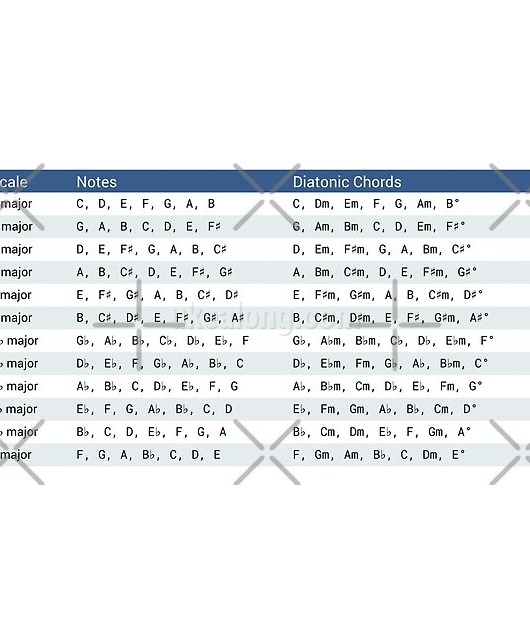 cale Notes Diatonic Chords
major C, D, E, F, G, A, B C, Dm, Em, F, G, Am, B°
major G, A, B, C, D, E, F♯ G, Am, Bm, C, D, Em, F♯°
major D, E, F♯, G, A, B, C♯ D, Em, F♯m, G, A, Bm, C♯°
major A, B, C♯, D, E, F♯, G♯ A, Bm, C♯m, D, E, F♯m, G♯°
major E, F♯, G♯, A, B, C♯, D♯ E, F♯m, G♯m, A, B, C♯m, D♯°
major B, C♯, D♯, E, F♯, G♯, A♯ B, C♯m, D♯m, E, F♯, G♯m, A♯°
♭ major G♭, A♭, B♭, C♭, D♭, E♭, F G♭, A♭m, B♭m, C♭, D♭, E♭m, F°
♭ major D♭, E♭, F, G♭, A♭, B♭, C D♭, E♭m, Fm, G♭, A♭, B♭m, C°
♭ major A♭, B♭, C, D♭, E♭, F, G A♭, B♭m, Cm, D♭, E♭, Fm, G°
♭ major E♭, F, G, A♭, B♭, C, D E♭, Fm, Gm, A♭, B♭, Cm, D°
♭ major B♭, C, D, E♭, F, G, A B♭, Cm, Dm, E♭, F, Gm, A°
major F, G, A, B♭, C, D, E F, Gm, Am, B♭, C, Dm, E°